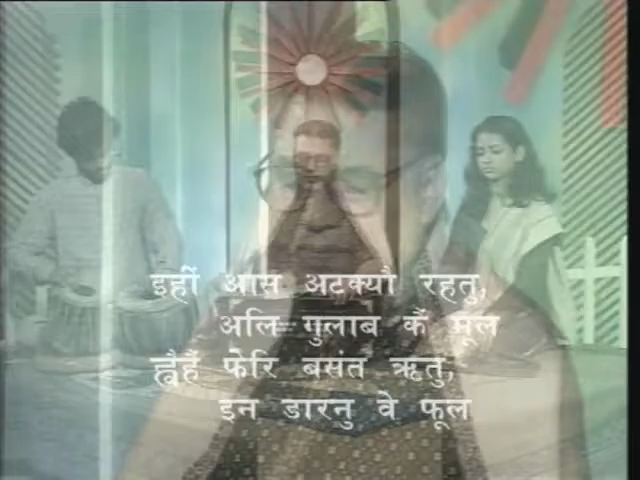 इहीं आस अटक्यौ रहतु,
अलि गुलाब कैं मूल
ह्वैहैं फेरि बसंत ऋतु,
इन डारनु वे फूल